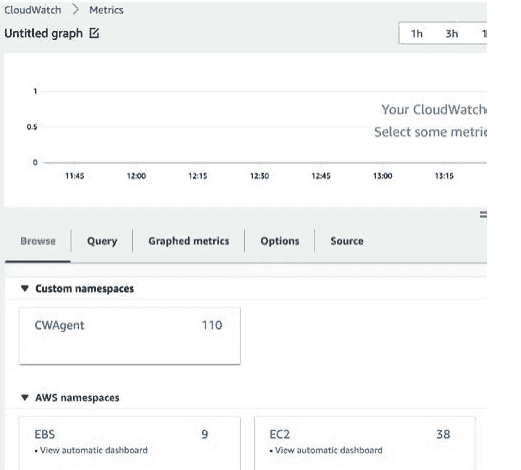 CloudWatch > Metrics
Untitled graph
1h 3h
1
Your CloudWatch
0.5
Select some metric
0
11:45 12:00 12:15 12:30 12:45 13:00 13:15
Browse Query Graphed metrics Options Source
▼ Custom namespaces
CWAgent 110
▼ AWS namespaces
EBS 9 EC2 38
• View automatic dashboard • View automatic dashboard